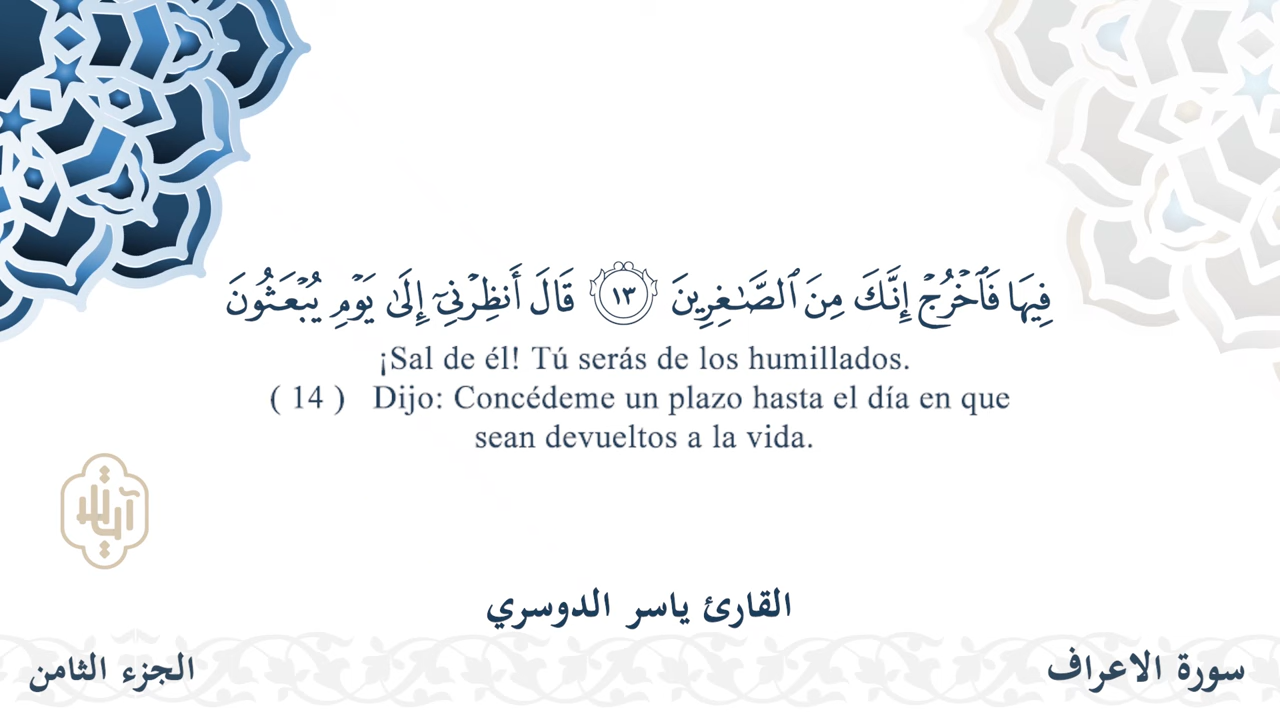 فِيهَا فَٱخْرُجْ إِنَّكَ مِنَ ٱلصَّـٰغِرِينَ ١٣ قَالَ أَنظِرْنِىٓ إِلَىٰ يَوْمِ يُبْعَثُونَ
¡Sal de él! Tú serás de los humillados.
( 14 ) Dijo: Concédeme un plazo hasta el día en que
sean devueltos a la vida.
القارئ ياسر الدوسري
سورة الاعراف
الجزء الثامن